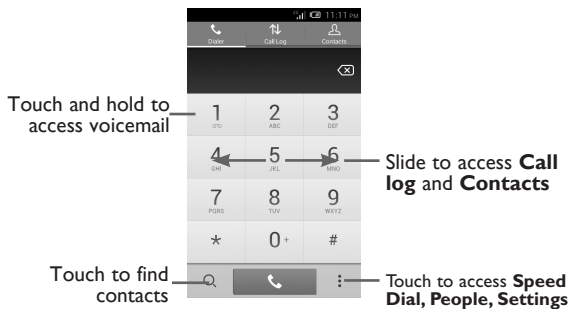 11:11 PM
Dialer Call Log Contacts
Touch and hold to
access voicemail
1 2 3
ABC DEF
4 5 6
GHI JKL MNO
Slide to access Call
log and Contacts
7 8 9
PQRS TUV WXYZ
* 0 + #
Touch to find
contacts
Touch to access Speed
Dial, People, Settings